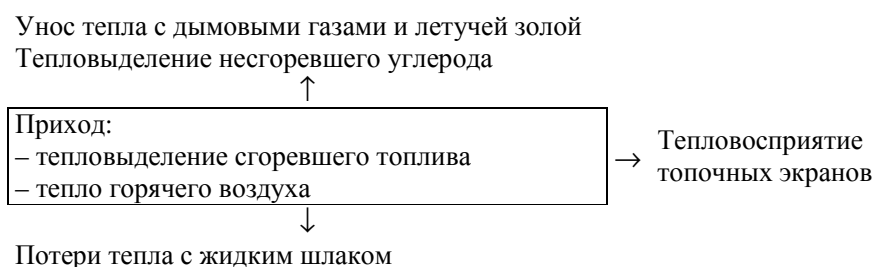 Унос тепла с дымовыми газами и летучей золой
Тепловыделение несгоревшего углерода
↑
Приход:
– тепловыделение сгоревшего топлива
– тепло горячего воздуха
→ Тепловосприятие
топочных экранов
↓
Потери тепла с жидким шлаком